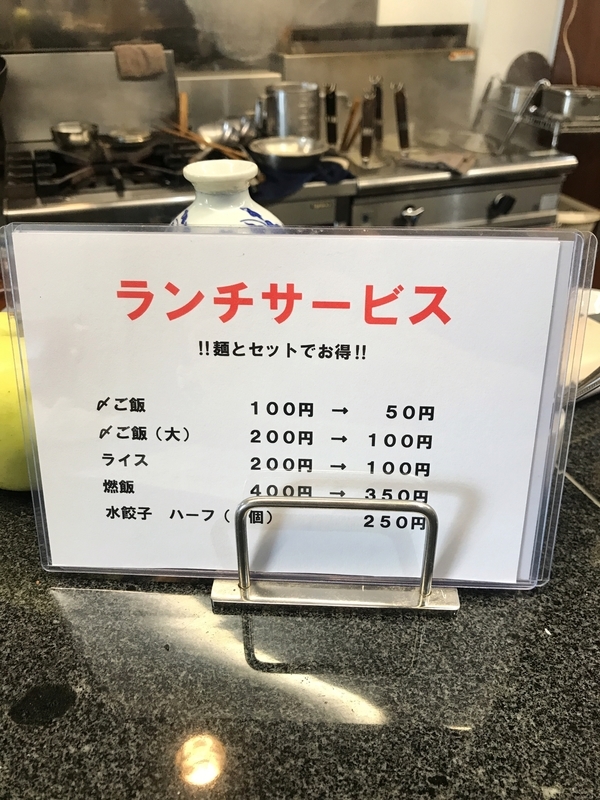 ランチサービス
!!麺とセットでお得!!
〆ご飯 100円 → 50円
〆ご飯(大) 200円 → 100円
ライス 200円 → 100円
燃飯 400円 → 350円
水餃子 ハーフ( 個) 250円